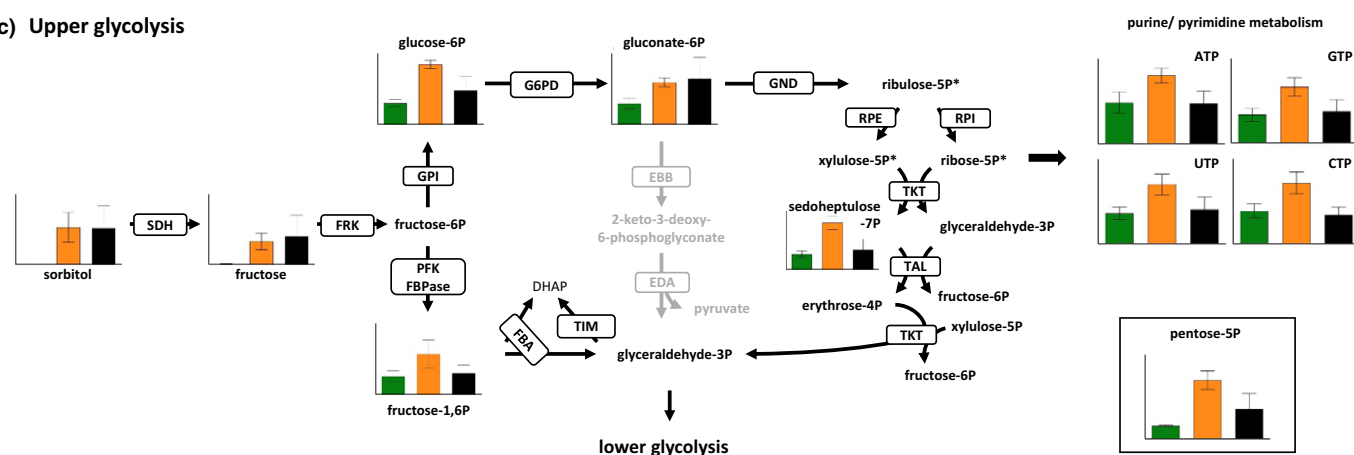 c) Upper glycolysis
purine/ pyrimidine metabolism
glucose-6P
gluconate-6P
ATP
GTP
G6PD
GND
ribulose-5P*
RPE
RPI
xylulose-5P*
ribose-5P*
GPI
EBB
TKT
UTP
CTP
SDH
FRK
fructose-6P
2-keto-3-deoxy-
6-phosphoglyconate
sedoheptulose
-7P
glyceraldehyde-3P
sorbitol
fructose
PFK
FBPase
EDA
TAL
DHAP
pyruvate
erythrose-4P
fructose-6P
FBA
TIM
TKT
xylulose-5P
pentose-5P
glyceraldehyde-3P
fructose-6P
fructose-1,6P
lower glycolysis